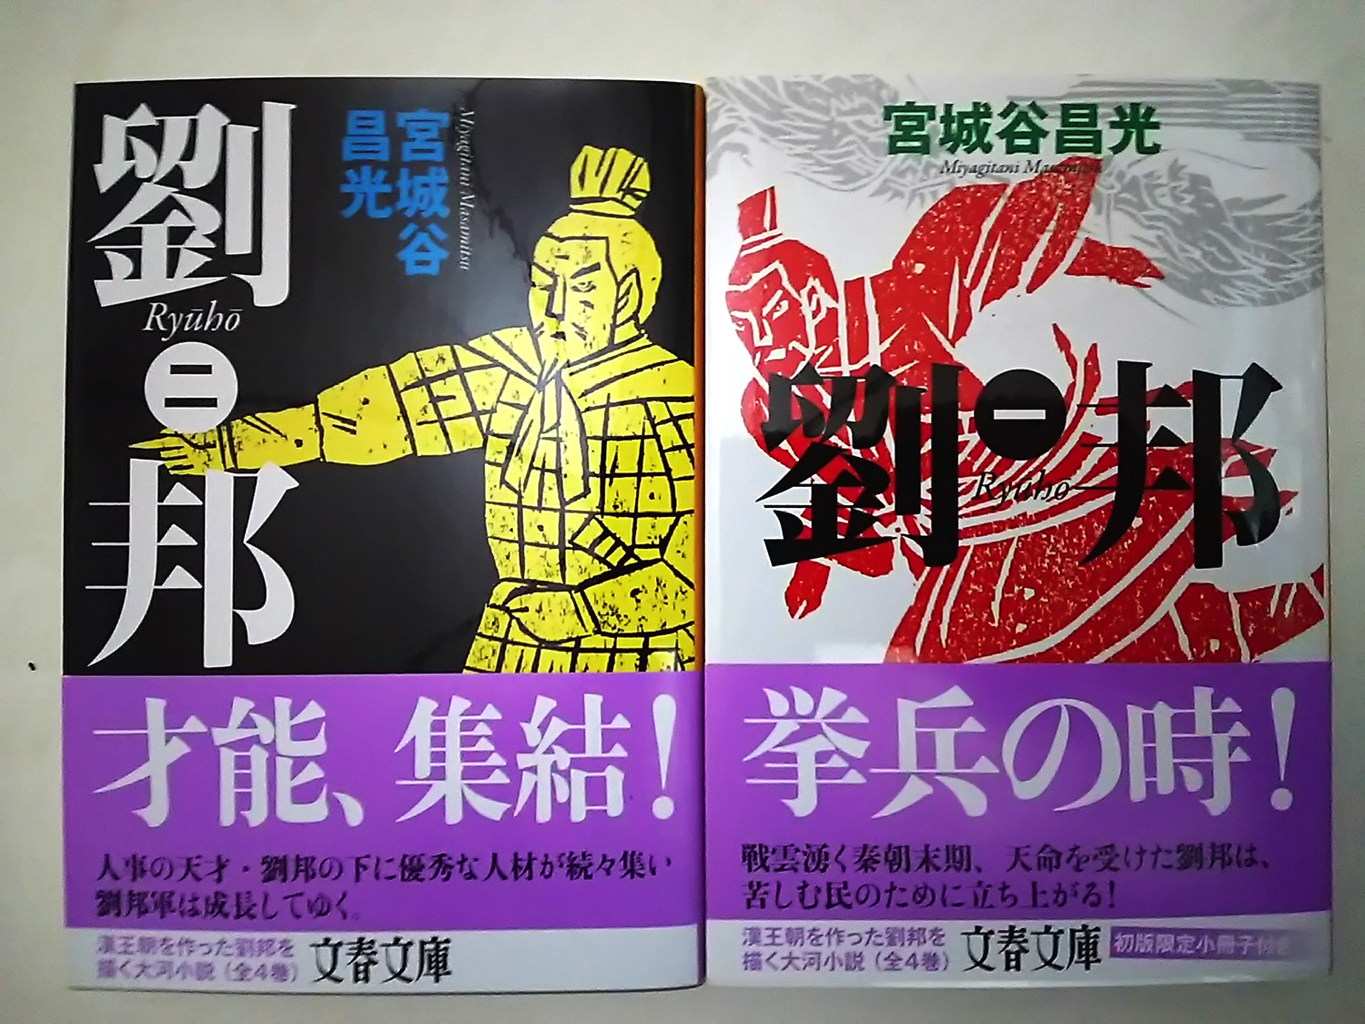 劉
Ryūhō
二
邦
宮城谷
昌光
Miyagitani Masamitsu
才能、集結！
人事の天才・劉邦の下に優秀な人材が続々集い
劉邦軍は成長してゆく。
漢王朝を作った劉邦を
描く大河小説（全4巻）
文春文庫
宮城谷昌光
Miyagitani Masamitsu
劉一邦
Ryūho
挙兵の時！
戦雲湧く秦朝末期、天命を受けた劉邦は、
苦しむ民のために立ち上がる！
漢王朝を作った劉邦を
描く大河小説（全4巻）
文春文庫
初版限定小冊子付き